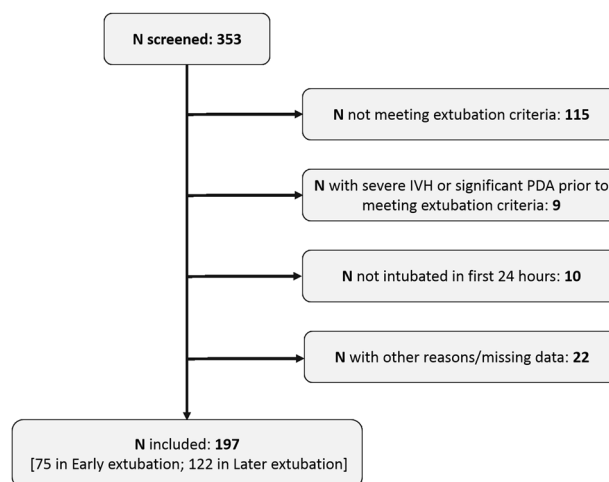 N screened: 353
N not meeting extubation criteria: 115
N with severe IVH or significant PDA prior to
meeting extubation criteria: 9
N not intubated in first 24 hours: 10
N with other reasons/missing data: 22
N included: 197
[75 in Early extubation; 122 in Later extubation]